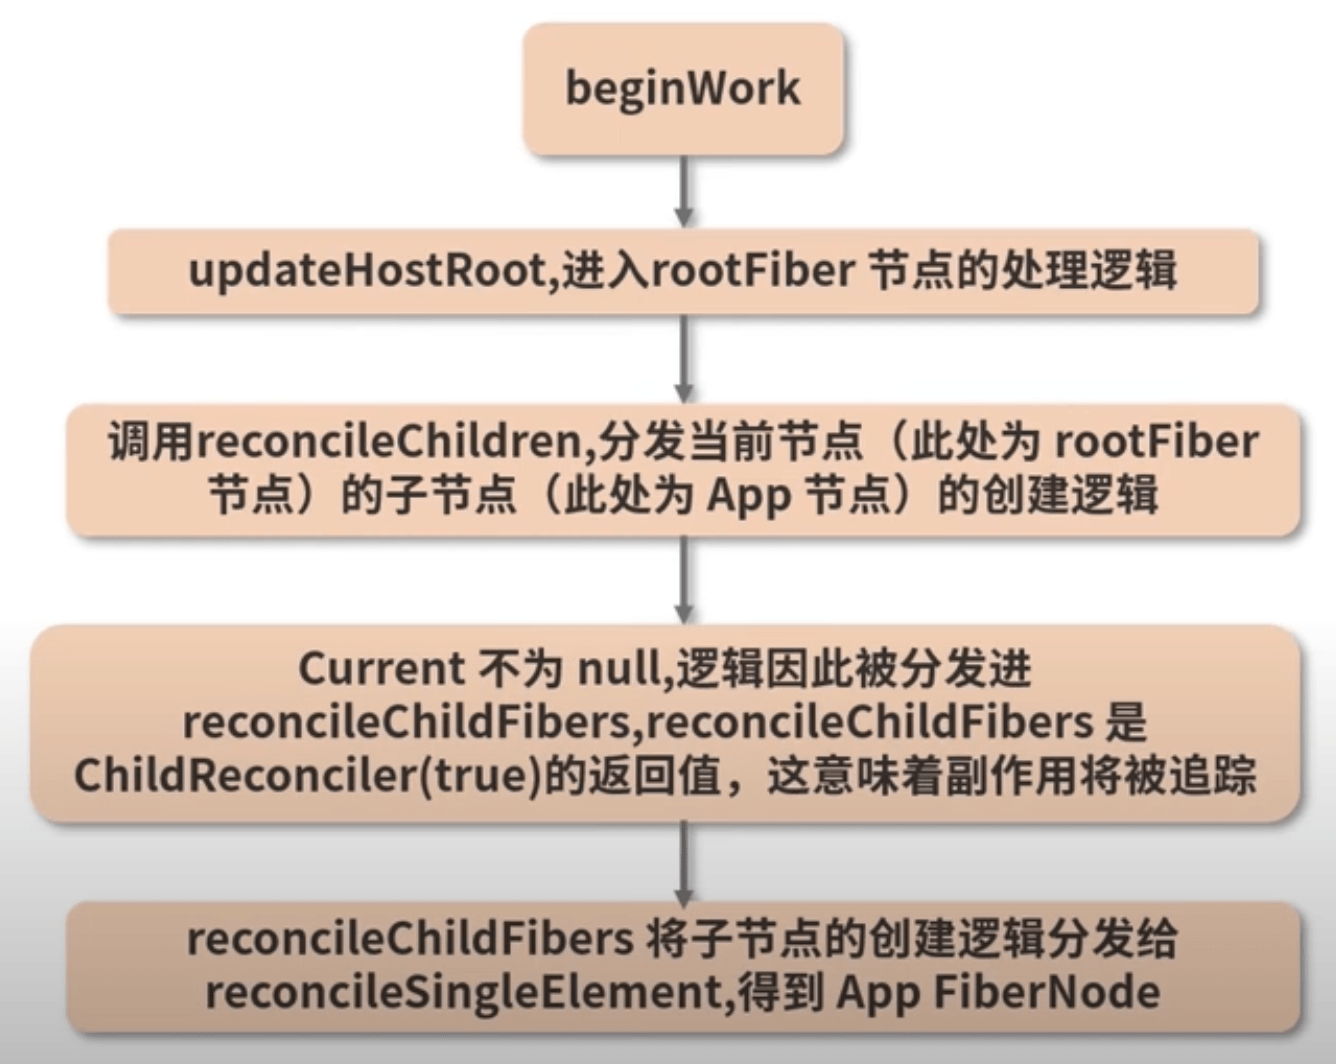 beginWork
updateHostRoot,进入rootFiber 节点的处理逻辑
调用reconcileChildren,分发当前节点（此处为 rootFiber
节点）的子节点（此处为 App 节点）的创建逻辑
Current 不为 null,逻辑因此被分发进
reconcileChildFibers,reconcileChildFibers 是
ChildReconciler(true)的返回值，这意味着副作用将被追踪
reconcileChildFibers 将子节点的创建逻辑分发给
reconcileSingleElement,得到 App FiberNode